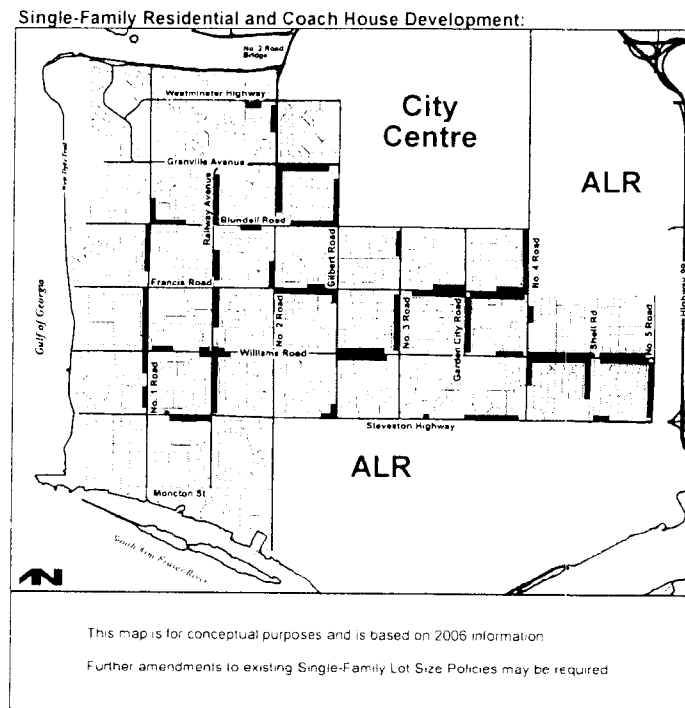 Single-Family Residential and Coach House Development:
No. 2 Road
Bridge
Westminster Highway
City
Centre
ALR
Granville Avenue
Railway Avenue
Blundell Road
Gilbert Road
No. 4 Road
Highway 99
Gulf of Georgia
Francis Road
No. 2 Road
No. 3 Road
Garden City Road
Shell Rd
No. 5 Road
Williams Road
No. 1 Road
Steveston Highway
ALR
Moncton St
South Arm Fraser River
This map is for conceptual purposes and is based on 2006 information
Further amendments to existing Single-Family Lot Size Policies may be required